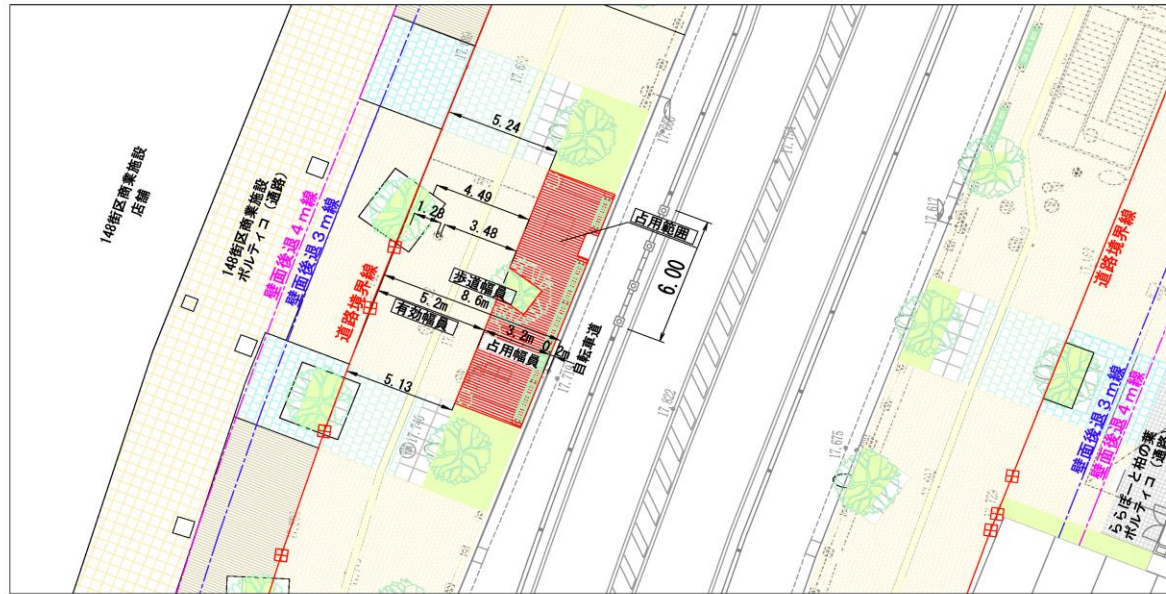 148街区商業施設
店舗
148街区商業施設
ポルティコ（通路）
壁面後退4m線
壁面後退3m線
道路境界線
5.24
4.49
1.28
3.48
占用範囲
6.00
歩道幅員
8.6m
5.2m
有効幅員
3.2m
占用幅員
0.2m
自転車道
5.13
17.822
17.675
17.617
道路境界線
壁面後退3m線
壁面後退4m線
ららぽーと柏の葉
ポルティコ（通路）